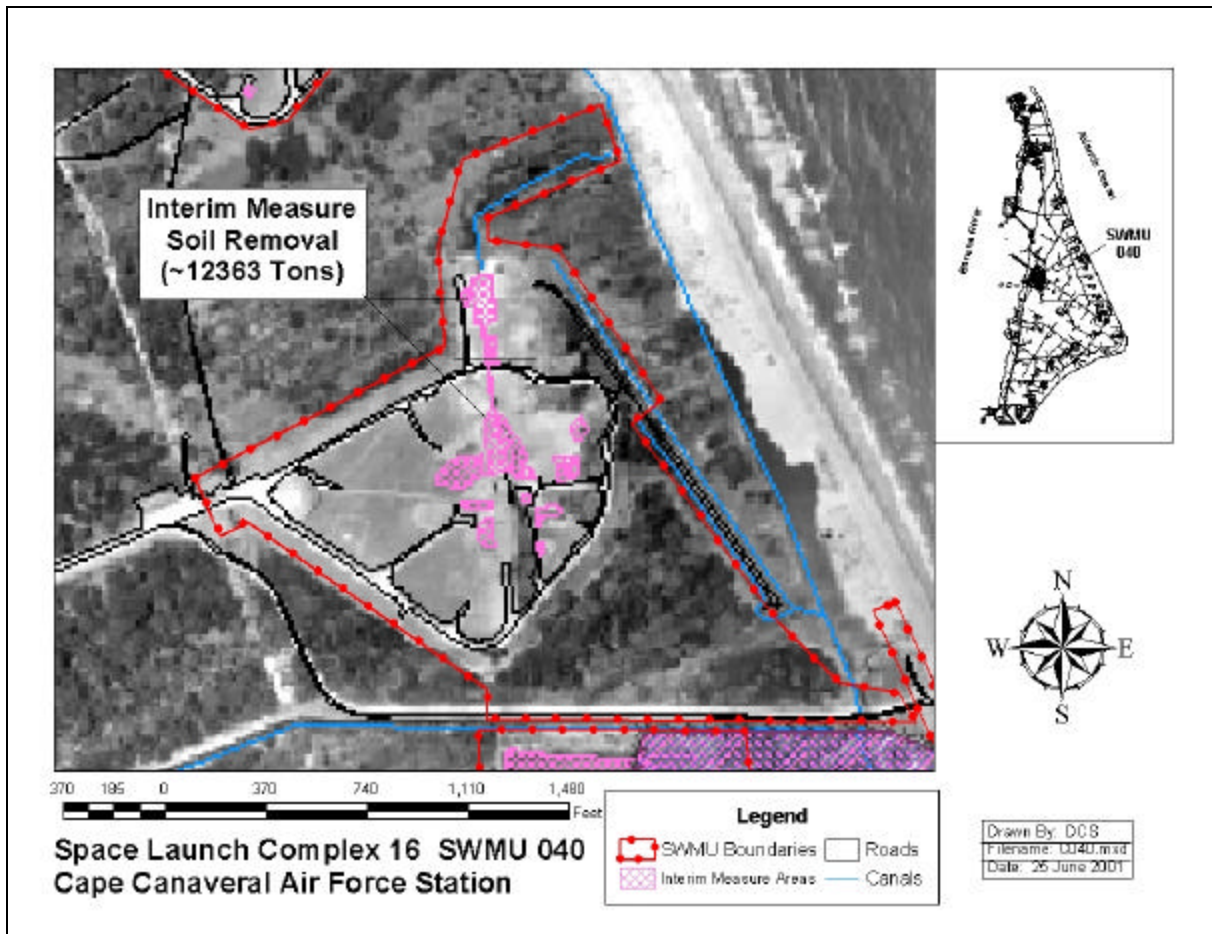 Interim Measure
Soil Removal
(~12363 Tons)
SWMU
040
N
W E
S
370 185 0 370 740 1,110 1,480
Feet
Space Launch Complex 16 SWMU 040
Cape Canaveral Air Force Station
Legend
SWMU Boundaries Roads
Interim Measure Areas Canals
Drawn By: DCS
Filename: 0040.mxd
Date: 25 June 2001